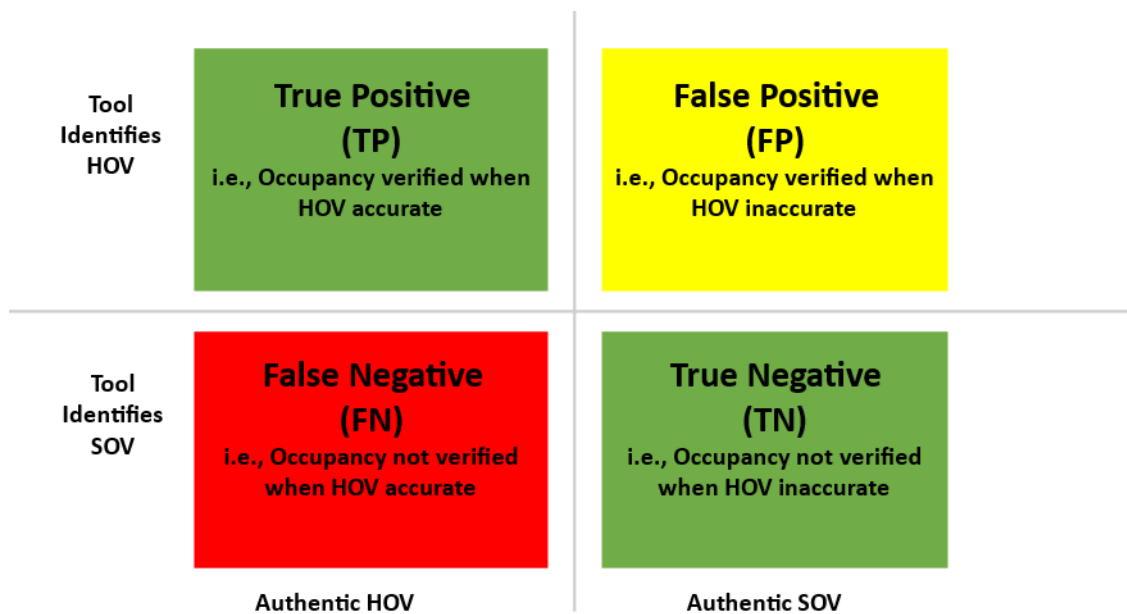 Tool
Identifies
HOV
True Positive
(TP)
i.e., Occupancy verified when
HOV accurate
False Positive
(FP)
i.e., Occupancy verified when
HOV inaccurate
Tool
Identifies
SOV
False Negative
(FN)
i.e., Occupancy not verified
when HOV accurate
True Negative
(TN)
i.e., Occupancy not verified
when HOV inaccurate
Authentic HOV
Authentic SOV